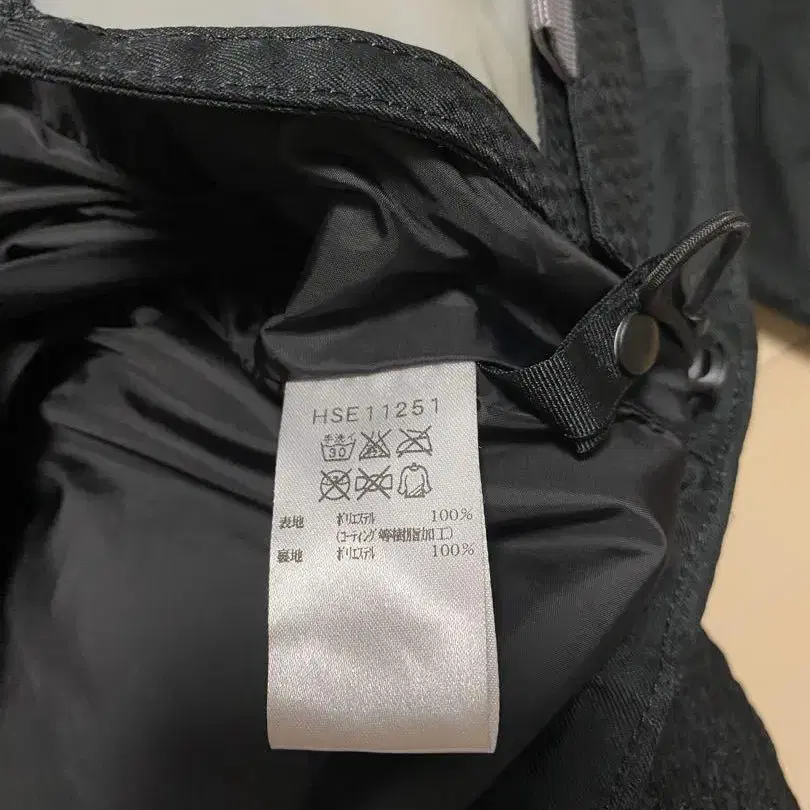 HSE11251
手洗イ
30
表地 ポリエステル 100%
(コーティング等樹脂加工)
裏地 ポリエステル 100%